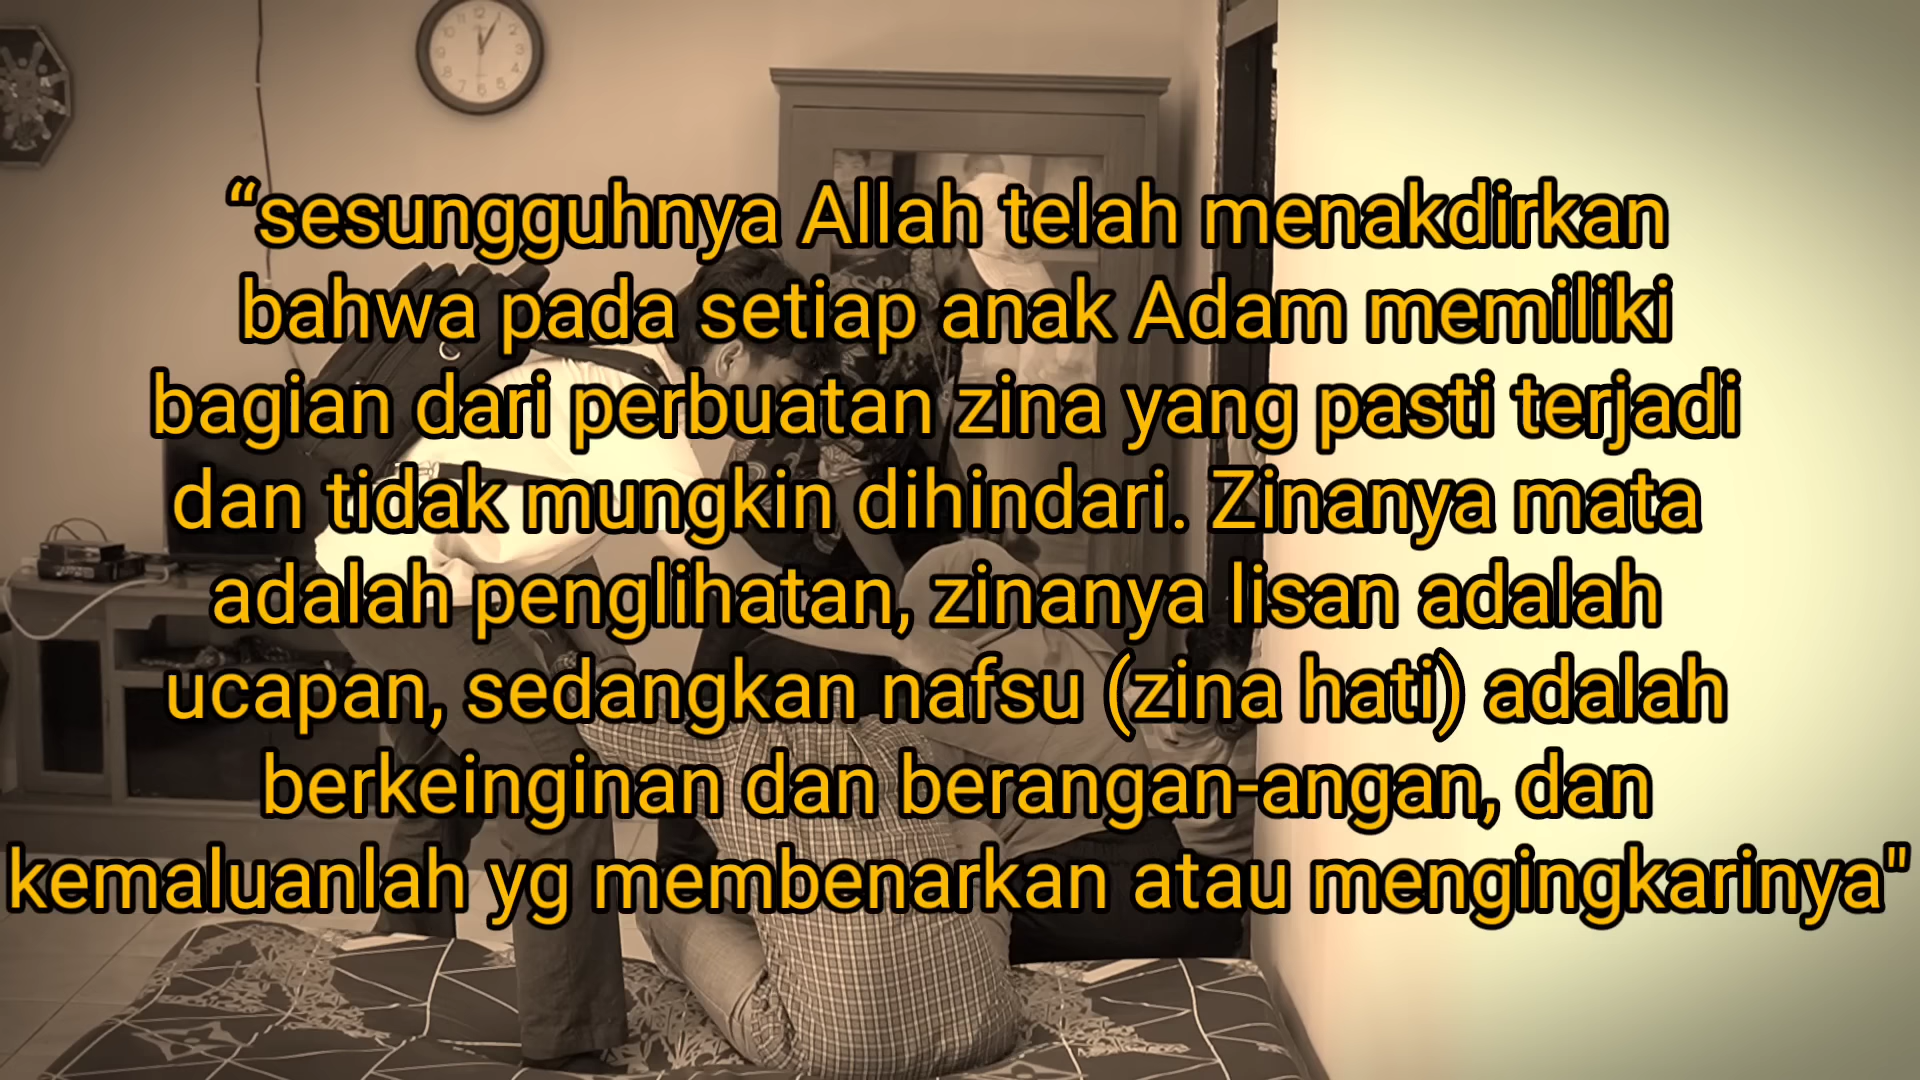 “sesungguhnya Allah telah menakdirkan
bahwa pada setiap anak Adam memiliki
bagian dari perbuatan zina yang pasti terjadi
dan tidak mungkin dihindari. Zinanya mata
adalah penglihatan, zinanya lisan adalah
ucapan, sedangkan nafsu (zina hati) adalah
berkeinginan dan berangan-angan, dan
kemaluanlah yg membenarkan atau mengingkarinya"